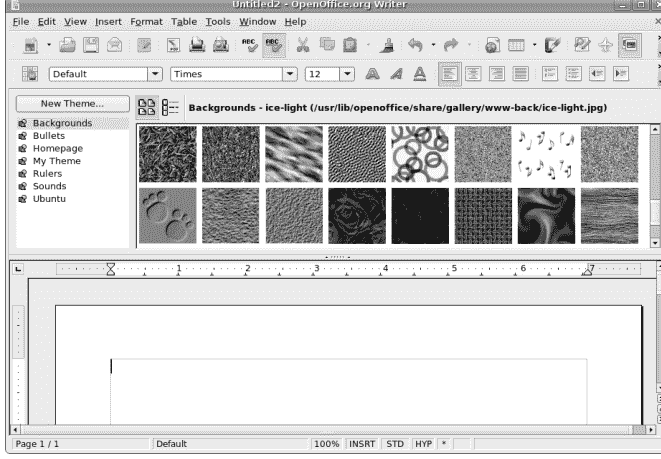 Untitled2 - OpenOffice.org Writer
File Edit View Insert Format Table Tools Window Help
ABC ABC
Default Times 12
New Theme...
Backgrounds - ice-light (/usr/lib/openoffice/share/gallery/www-back/ice-light.jpg)
Backgrounds
Bullets
Homepage
My Theme
Rulers
Sounds
Ubuntu
1 2 3 4 5 6 7
Page 1 / 1 Default 100% INSRT STD HYP *